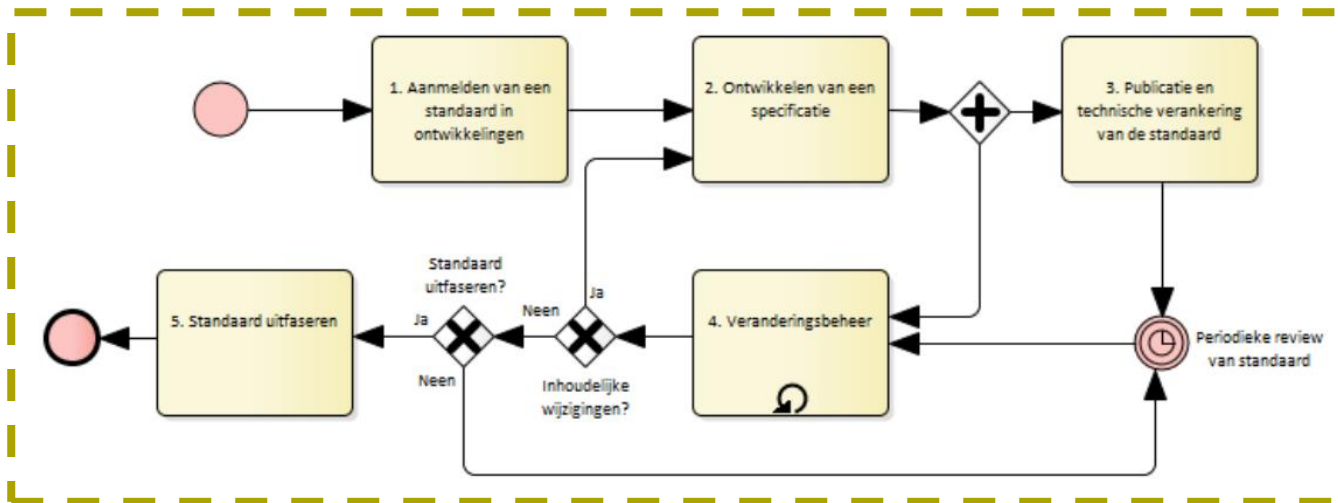 1. Aanmelden van een
standaard in
ontwikkelingen
2. Ontwikkelen van een
specificatie
3. Publicatie en
technische verankering
van de standaard
Standaard
uitfaseren?
Ja
Neen
Ja
Neen
Inhoudelijke
wijzigingen?
4. Veranderingsbeheer
5. Standaard uitfaseren
Periodieke review
van standaard